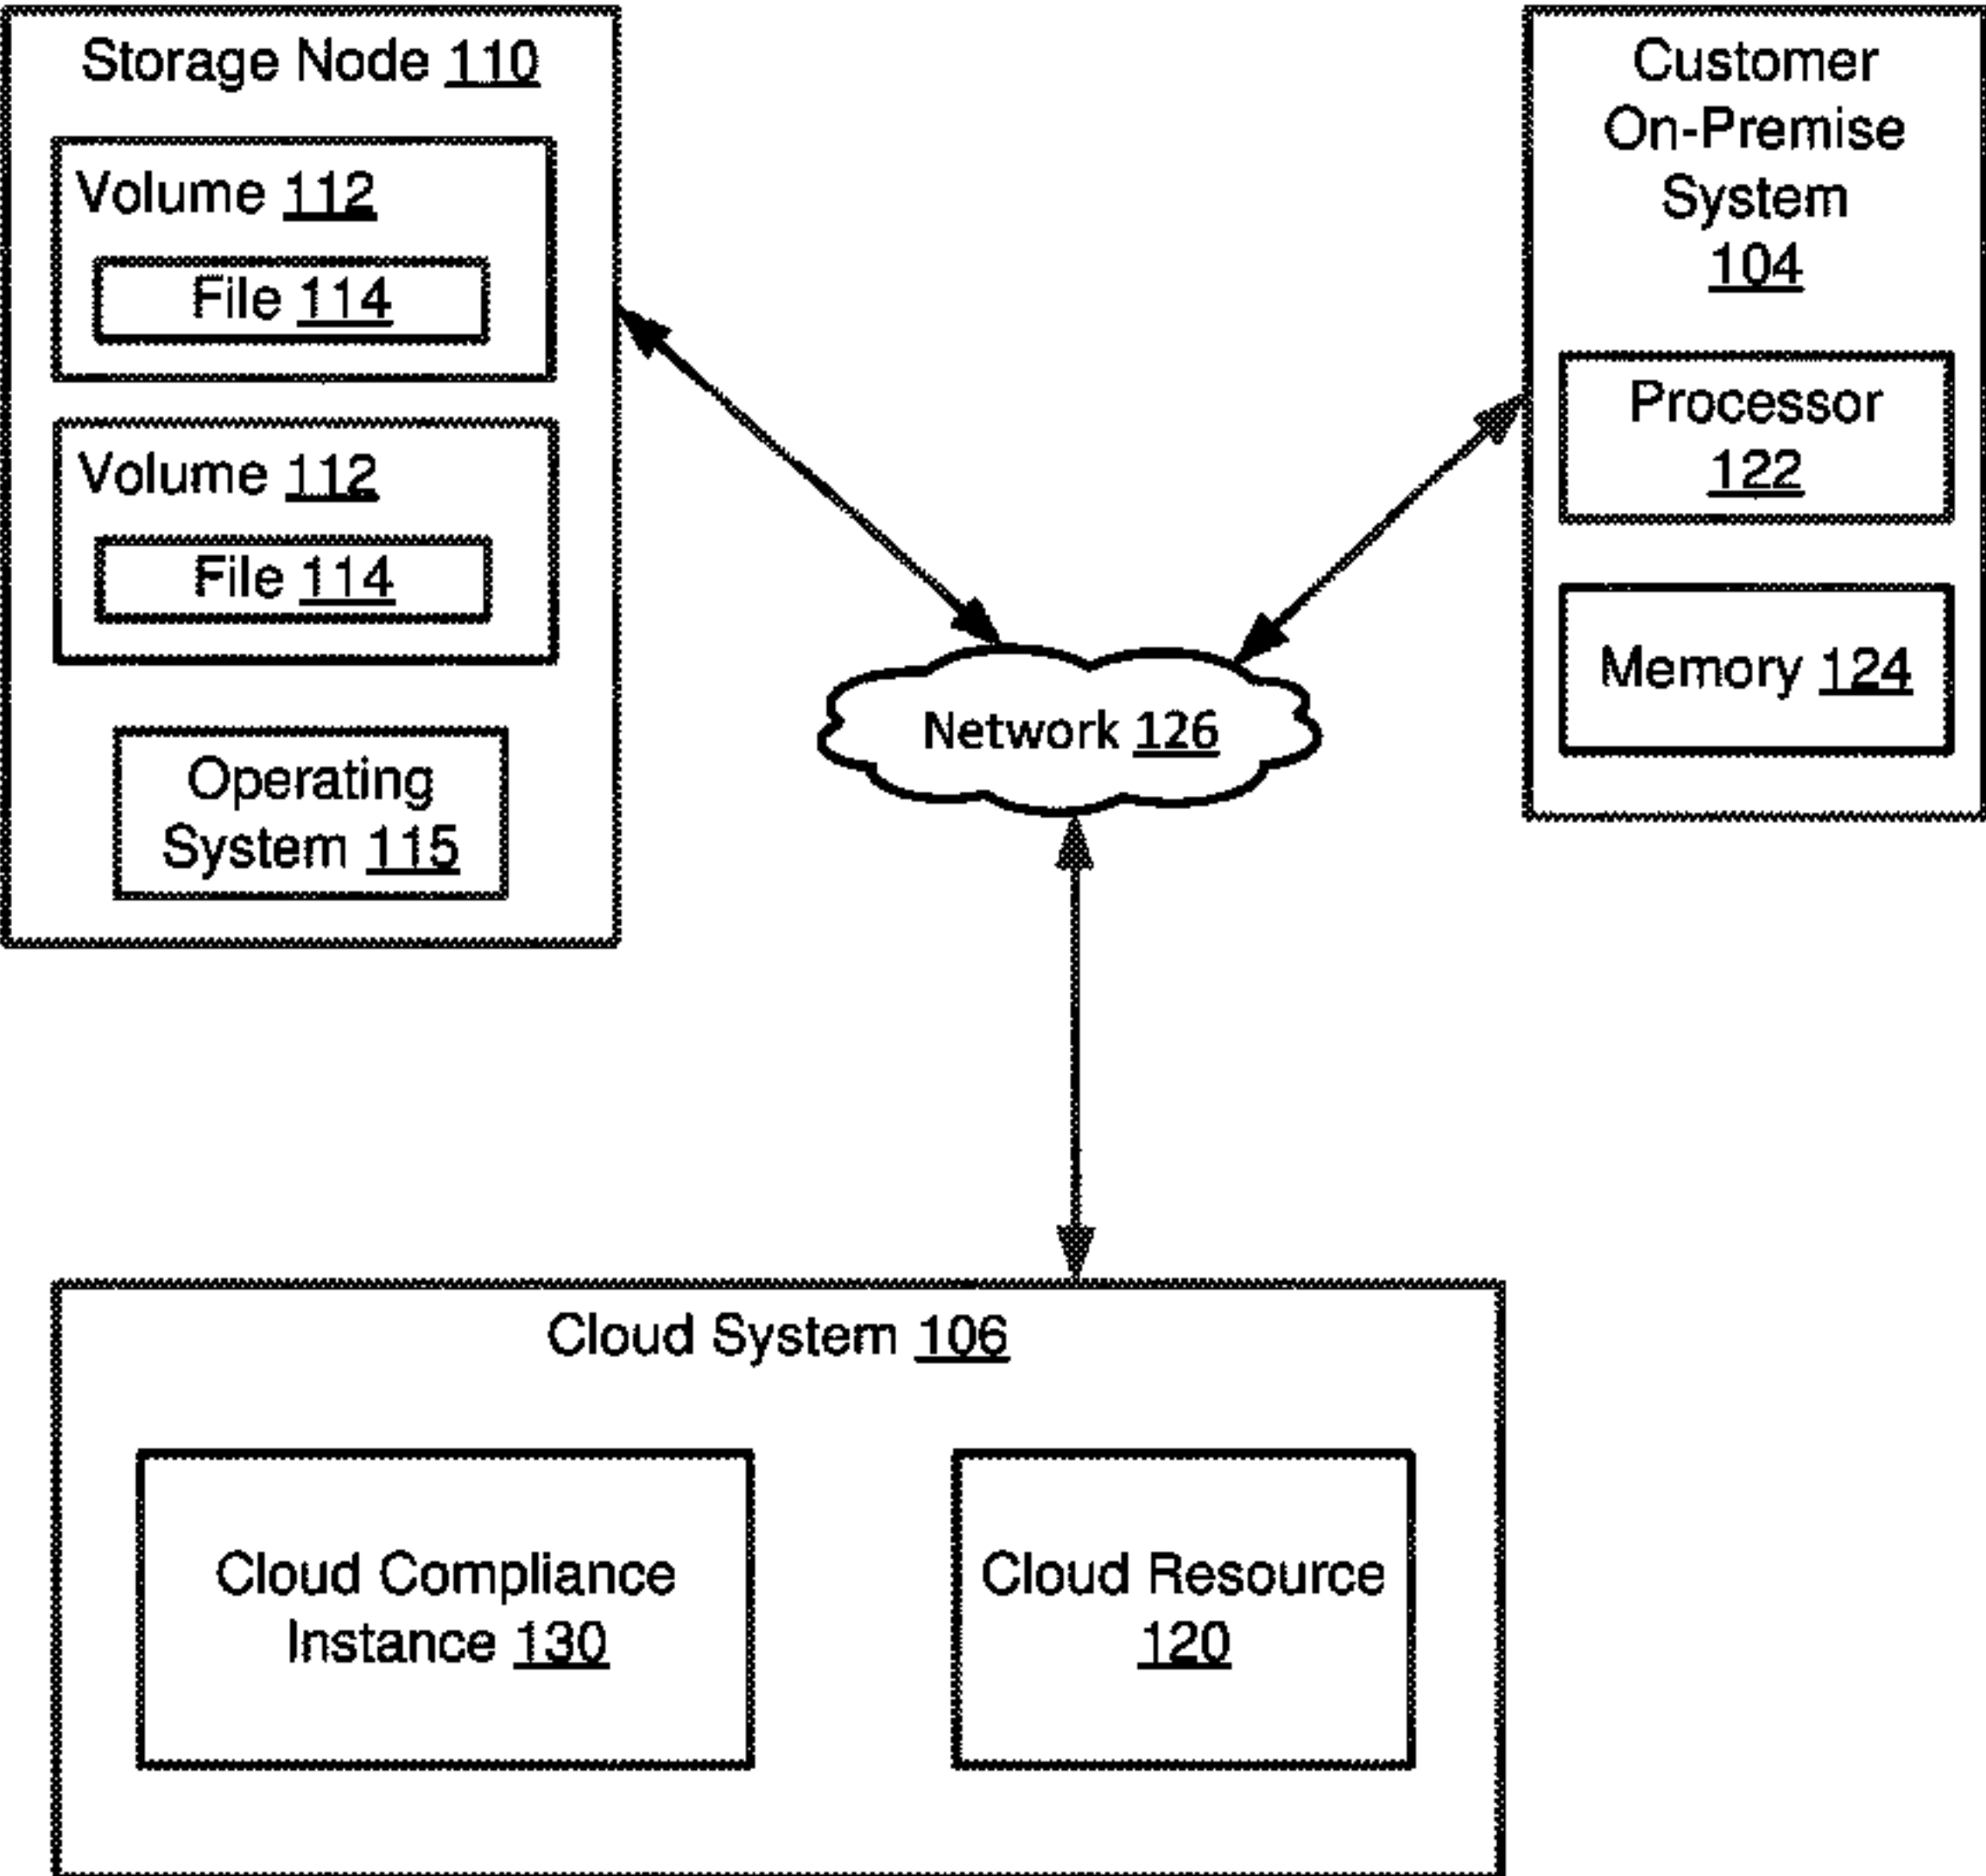 Storage Node 110
Volume 112
File 114
Volume 112
File 114
Operating
System 115
Customer
On-Premise
System
104
Processor
122
Memory 124
Network 126
Cloud System 106
Cloud Compliance
Instance 130
Cloud Resource
120